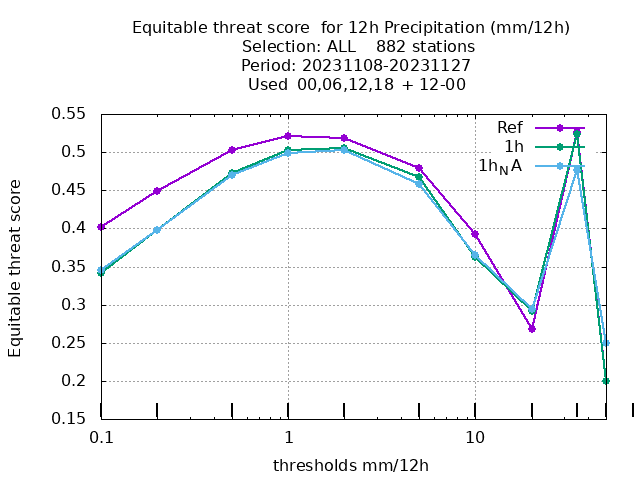 Equitable threat score  for 12h Precipitation (mm/12h)
Selection: ALL    882 stations
Period: 20231108-20231127
Used  00,06,12,18  + 12-00
Ref
1h
1h_NA
0.55
0.5
0.45
0.4
0.35
0.3
0.25
0.2
0.15
Equitable threat score
0.1
1
10
thresholds mm/12h